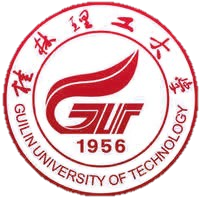 桂林理工大学
GUT
1956
GUILIN UNIVERSITY OF TECHNOLOGY